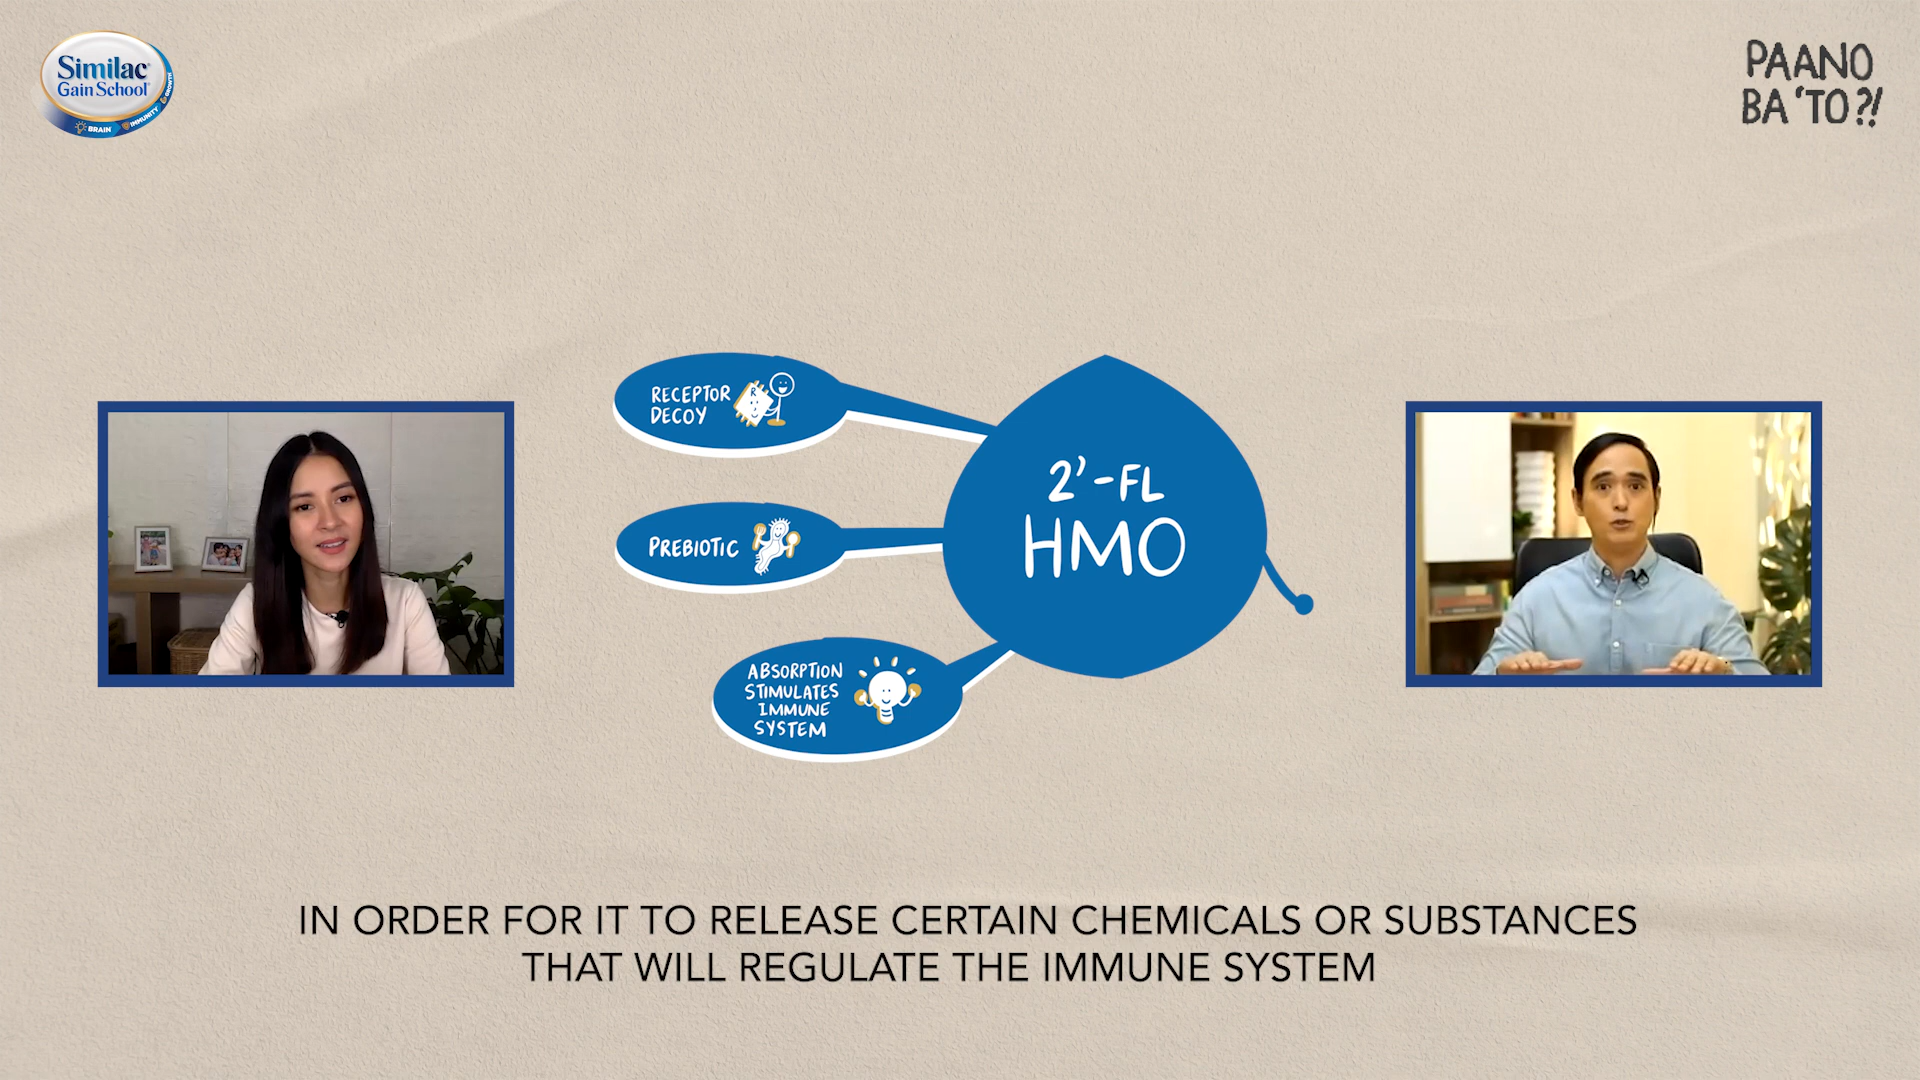 Similac
Gain School
BRAIN
IMMUNITY
GROWTH
PAANO
BA 'TO?!
RECEPTOR
DECOY
PREBIOTIC
ABSORPTION
STIMULATES
IMMUNE
SYSTEM
2'-FL
HMO
IN ORDER FOR IT TO RELEASE CERTAIN CHEMICALS OR SUBSTANCES
THAT WILL REGULATE THE IMMUNE SYSTEM